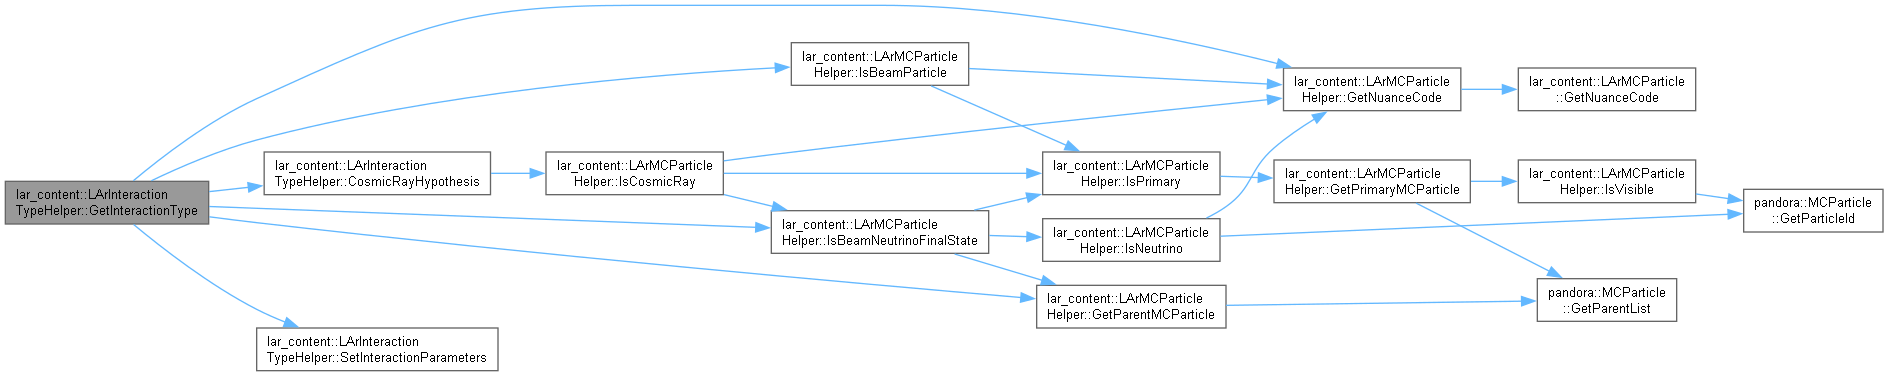 lar_content::LArInteraction
TypeHelper::GetInteractionType
lar_content::LArInteraction
TypeHelper::CosmicRayHypothesis
lar_content::LArInteraction
TypeHelper::SetInteractionParameters
lar_content::LArMCParticle
Helper::IsCosmicRay
lar_content::LArMCParticle
Helper::IsBeamParticle
lar_content::LArMCParticle
Helper::IsBeamNeutrinoFinalState
lar_content::LArMCParticle
Helper::IsPrimary
lar_content::LArMCParticle
Helper::IsNeutrino
lar_content::LArMCParticle
Helper::GetParentMCParticle
lar_content::LArMCParticle
Helper::GetNuanceCode
lar_content::LArMCParticle
Helper::GetPrimaryMCParticle
lar_content::LArMCParticle
::GetNuanceCode
lar_content::LArMCParticle
Helper::IsVisible
pandora::MCParticle
::GetParentList
pandora::MCParticle
::GetParticleId